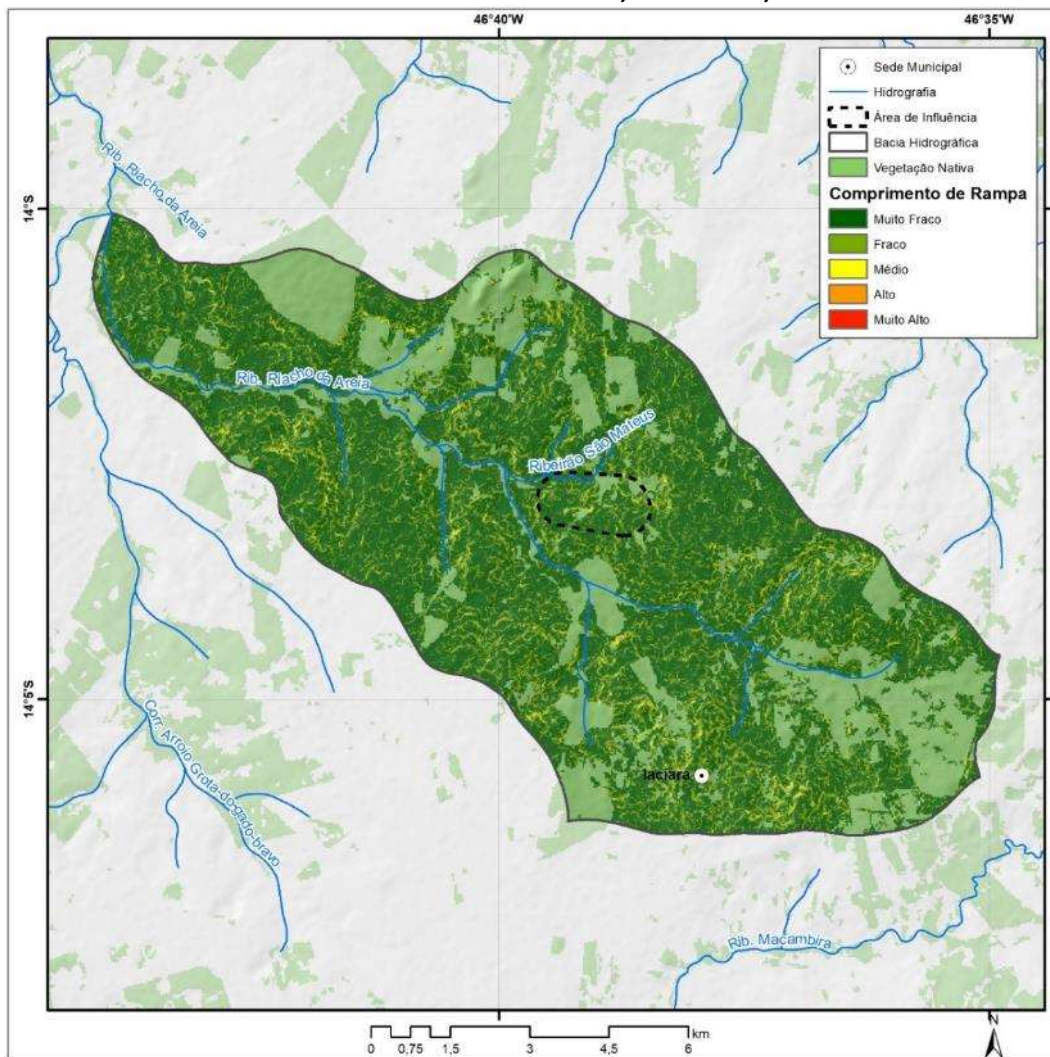 46°40'W
46°35'W
Sede Municipal
Hidrografia
Área de Influência
Bacia Hidrográfica
Vegetação Nativa
Comprimento de Rampa
Muito Fraco
Fraco
Médio
Alto
Muito Alto
Rib. Riacho da Areia
14°S
Rib. Riacho da Areia
Ribeirão São Mateus
14°5'S
Iaciara
Corr. Arroio Grota-do-gado-bravo
Rib. Macambira
km
0 0,75 1,5 3 4,5 6
N